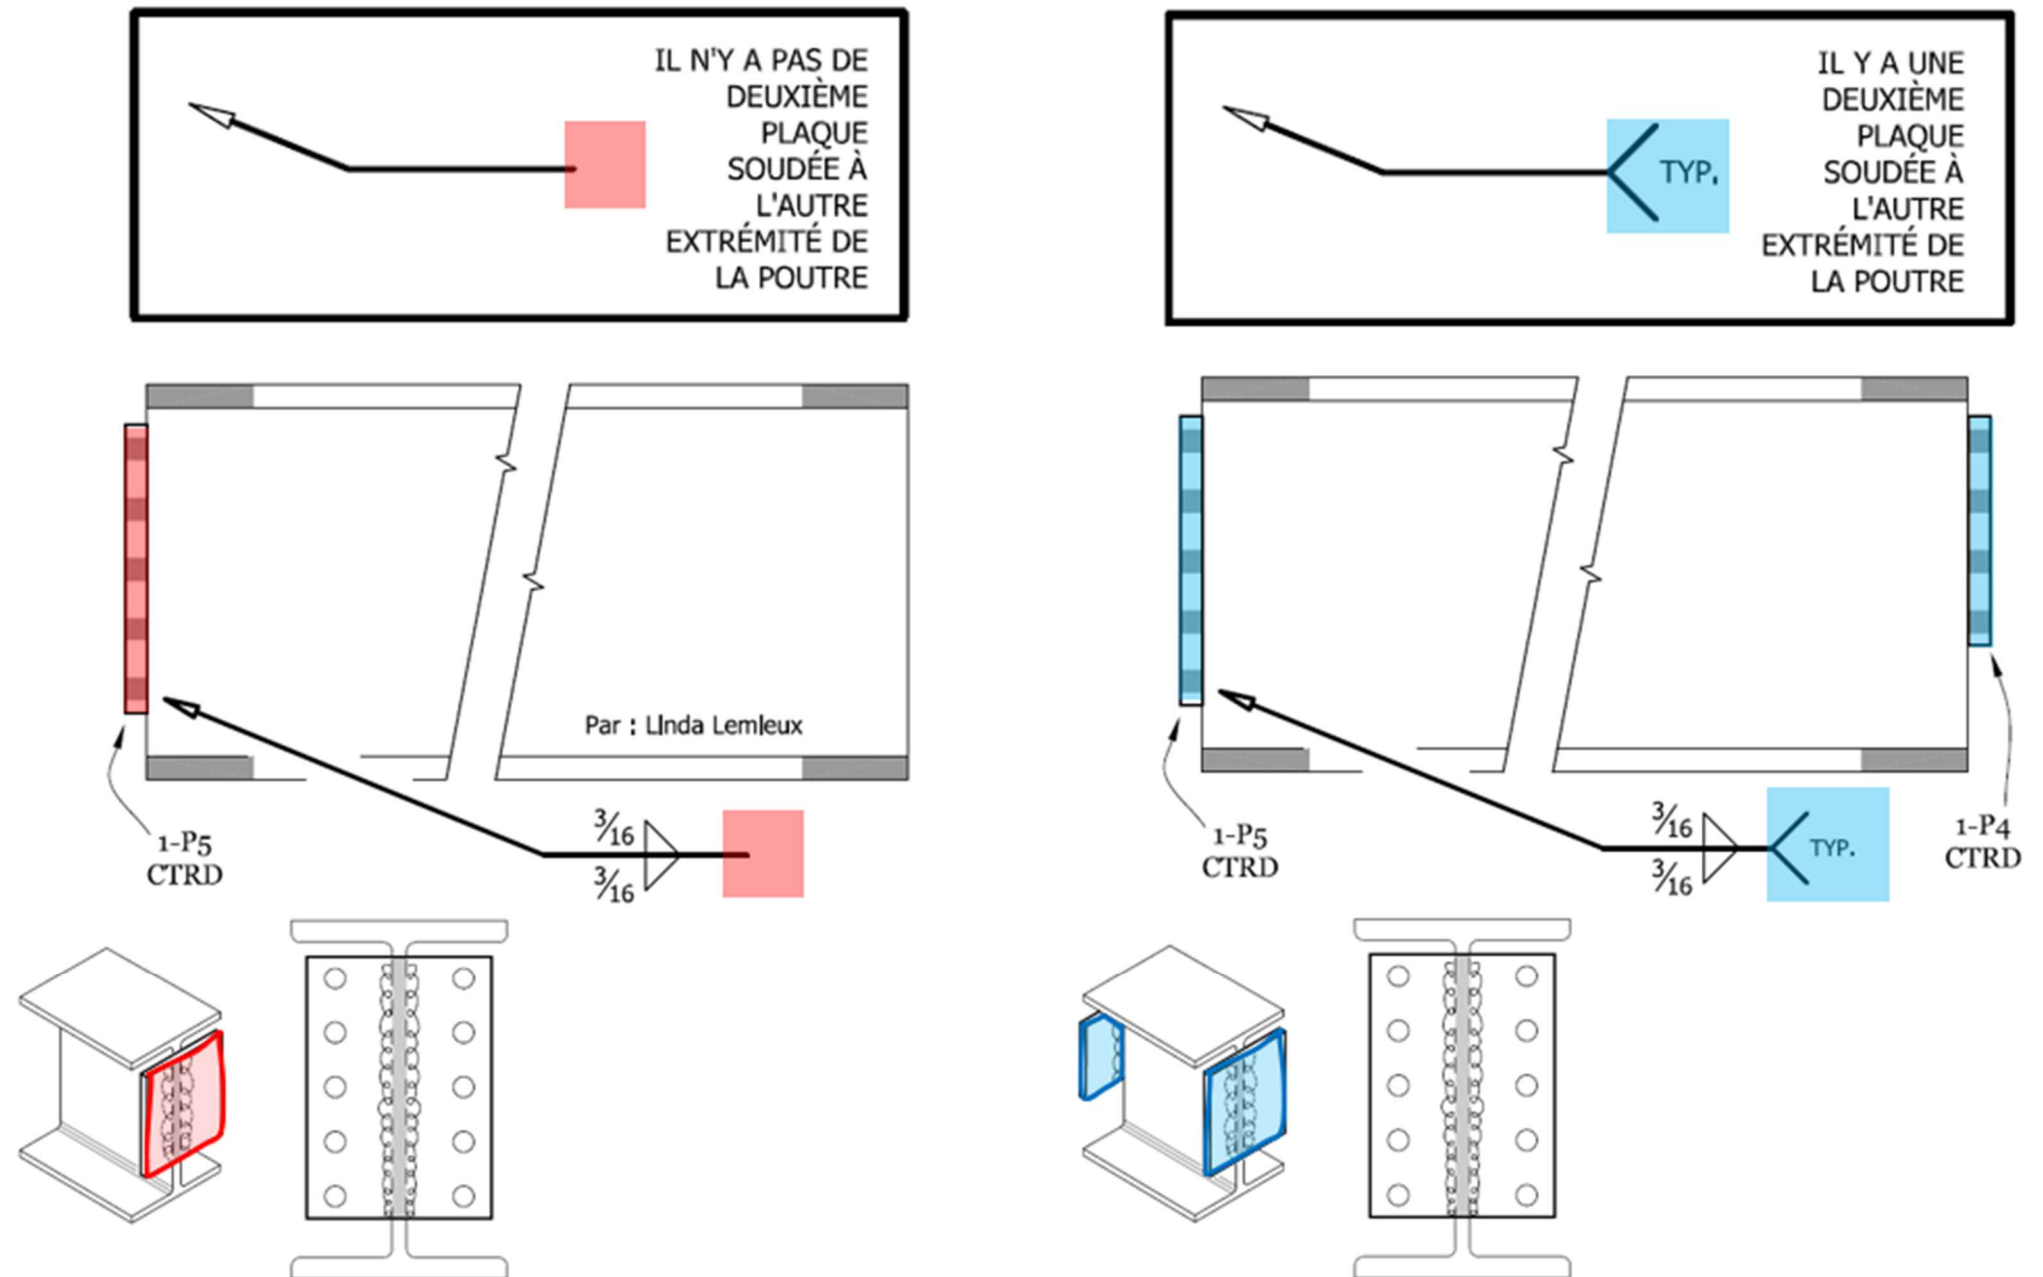 IL N'Y A PAS DE
DEUXIÈME
PLAQUE
SOUDÉE À
L'AUTRE
EXTRÉMITÉ DE
LA POUTRE
IL Y A UNE
DEUXIÈME
PLAQUE
SOUDÉE À
L'AUTRE
EXTRÉMITÉ DE
LA POUTRE
TYP.
Par : Linda Lemieux
1-P5
CTRD
3/16
3/16
1-P5
CTRD
3/16
3/16
TYP.
1-P4
CTRD